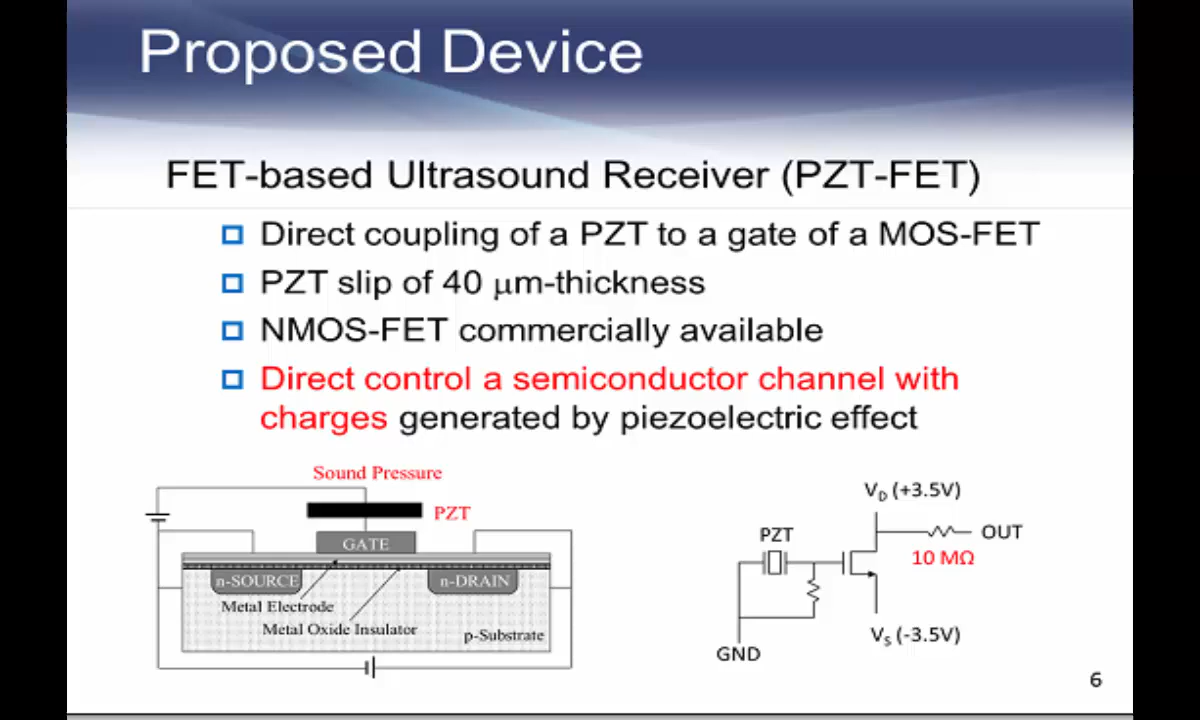 Proposed Device
FET-based Ultrasound Receiver (PZT-FET)
Direct coupling of a PZT to a gate of a MOS-FET
PZT slip of 40 μm-thickness
NMOS-FET commercially available
Direct control a semiconductor channel with
charges generated by piezoelectric effect
Sound Pressure
PZT
GATE
n-SOURCE
n-DRAIN
Metal Electrode
Metal Oxide Insulator
p-Substrate
VD (+3.5V)
PZT
OUT
10 MΩ
VS (-3.5V)
GND
6